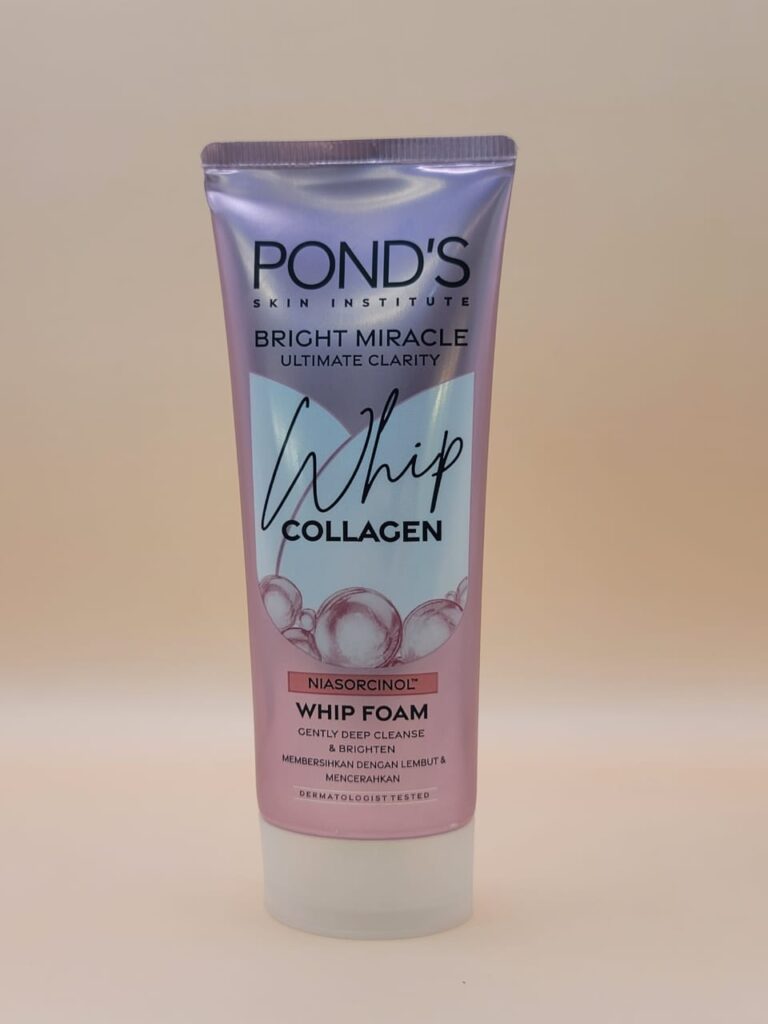 POND'S
SKIN INSTITUTE
BRIGHT MIRACLE
ULTIMATE CLARITY
Whip
COLLAGEN
NIASORCINOL™
WHIP FOAM
GENTLY DEEP CLEANSE
& BRIGHTEN
MEMBERSIHKAN DENGAN LEMBUT &
MENCERAHKAN
DERMATOLOGIST TESTED